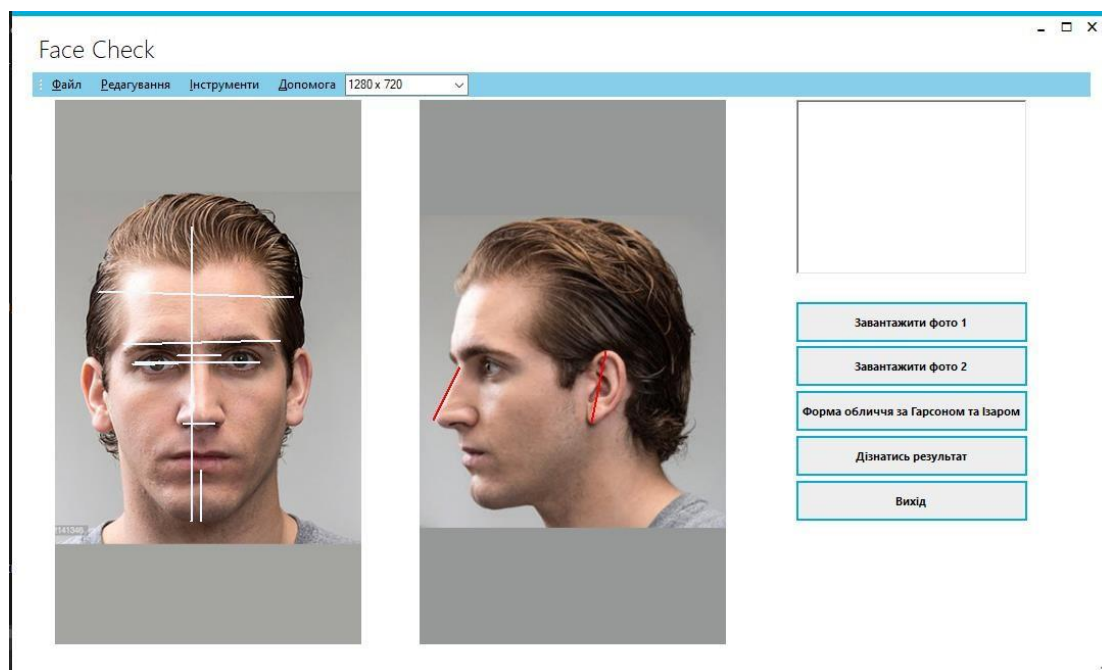 Face Check
Файл Редагування Інструменти Допомога 1280 x 720
Завантажити фото 1
Завантажити фото 2
Форма обличчя за Гарсоном та Ізаром
Дізнатись результат
Вихід